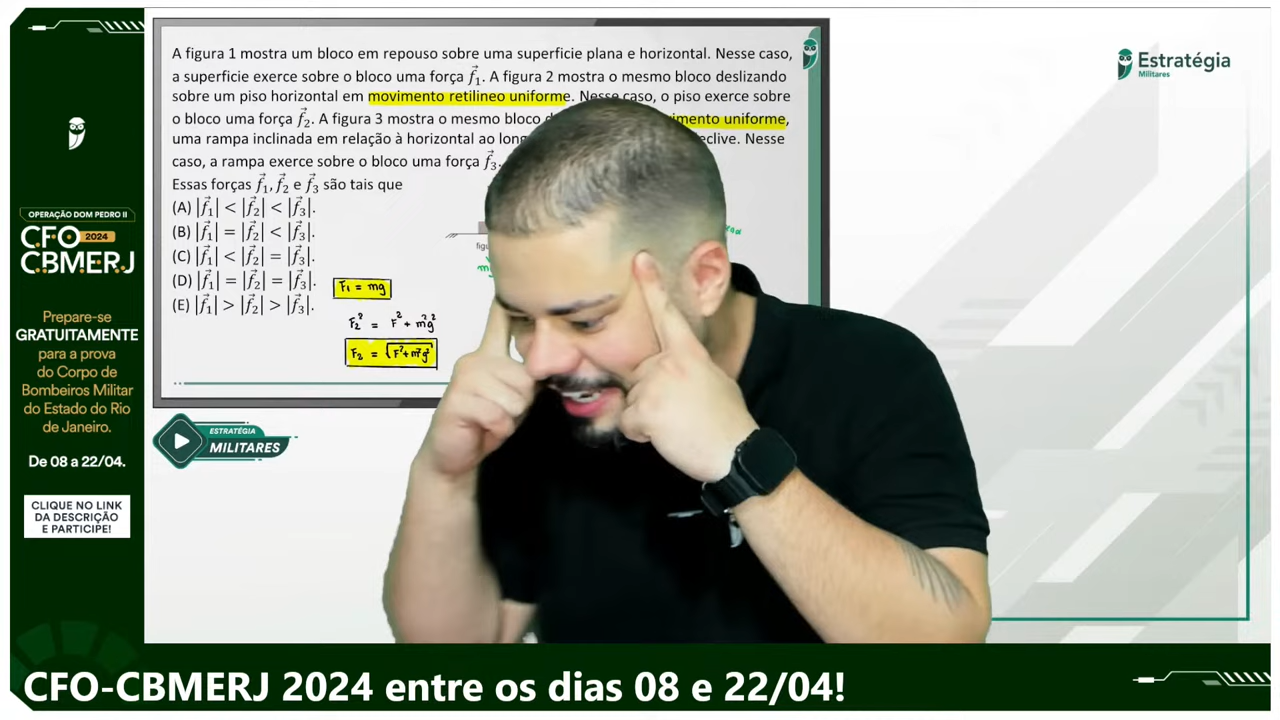 A figura 1 mostra um bloco em repouso sobre uma superficie plana e horizontal. Nesse caso,
a superficie exerce sobre o bloco uma força f⃗₁. A figura 2 mostra o mesmo bloco deslizando
sobre um piso horizontal em movimento retilineo uniforme. Nesse caso, o piso exerce sobre
o bloco uma força f⃗₂. A figura 3 mostra o mesmo bloco uniforme,
uma rampa inclinada em relação à horizontal ao Nesse
caso, a rampa exerce sobre o bloco uma força f⃗₃.
Essas forças f⃗₁, f⃗₂ e f⃗₃ são tais que
(A) |f⃗₁| < |f⃗₂| < |f⃗₃|.
(B) |f⃗₁| = |f⃗₂| < |f⃗₃|.
(C) |f⃗₁| < |f⃗₂| = |f⃗₃|.
(D) |f⃗₁| = |f⃗₂| = |f⃗₃|.
(E) |f⃗₁| > |f⃗₂| > |f⃗₃|.
F₁ = mg
F₂² = F² + m²g²
F₂ = √F²+m²g²
Estratégia
Militares
OPERAÇÃO DOM PEDRO II
CFO 2024
CBMERJ
Prepare-se
GRATUITAMENTE
para a prova
do Corpo de
Bombeiros Militar
do Estado do Rio
de Janeiro.
De 08 a 22/04.
CLIQUE NO LINK
DA DESCRIÇÃO
E PARTICIPE!
ESTRATÉGIA
MILITARES
CFO-CBMERJ 2024 entre os dias 08 e 22/04!